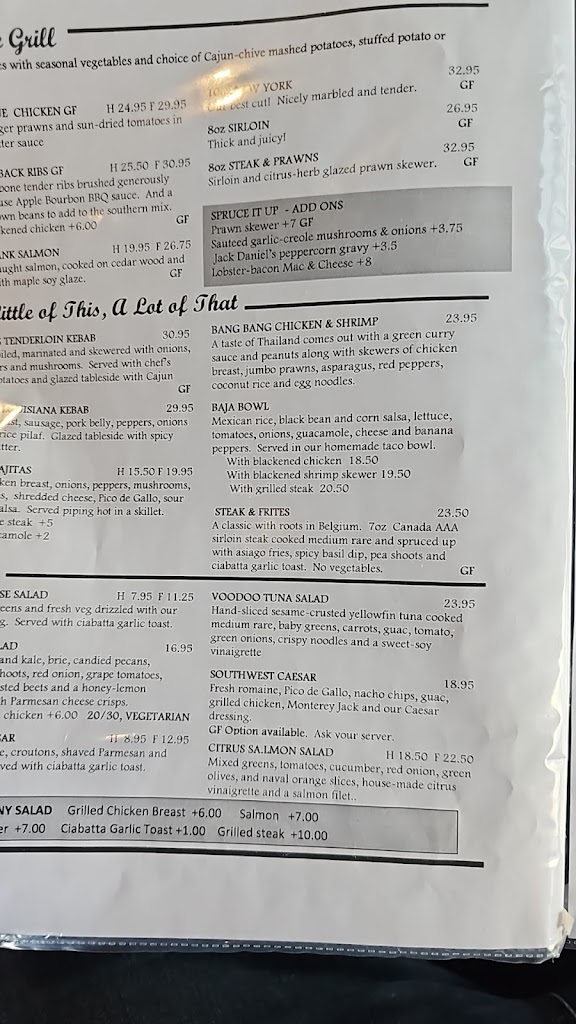 Grill
s with seasonal vegetables and choice of Cajun-chive mashed potatoes, stuffed potato or
E CHICKEN GF H 24.95 F 29.95
ger prawns and sun-dried tomatoes in
ter sauce
BACK RIBS GF H 25.50 F 30.95
bone tender ribs brushed generously
use Apple Bourbon BBQ sauce. And a
wn beans to add to the southern mix.
kened chicken +6.00 GF
NK SALMON H 19.95 F 26.75
ught salmon, cooked on cedar wood and
th maple soy glaze. GF
YORK 32.95
best cut! Nicely marbled and tender. GF
8oz SIRLOIN 26.95
Thick and juicy! GF
8oz STEAK & PRAWNS 32.95
Sirloin and citrus-herb glazed prawn skewer. GF
SPRUCE IT UP - ADD ONS
Prawn skewer +7 GF
Sauteed garlic-creole mushrooms & onions +3.75
Jack Daniel's peppercorn gravy +3.5
Lobster-bacon Mac & Cheese +8
ittle of This, A Lot of That
TENDERLOIN KEBAB 30.95
iled, marinated and skewered with onions,
rs and mushrooms. Served with chef's
otatoes and glazed tableside with Cajun
GF
ISIANA KEBAB 29.95
st, sausage, pork belly, peppers, onions
rice pilaf. Glazed tableside with spicy
tter.
AJITAS H 15.50 F 19.95
ken breast, onions, peppers, mushrooms,
s, shredded cheese, Pico de Gallo, sour
alsa. Served piping hot in a skillet.
e steak +5
camole +2
BANG BANG CHICKEN & SHRIMP 23.95
A taste of Thailand comes out with a green curry
sauce and peanuts along with skewers of chicken
breast, jumbo prawns, asparagus, red peppers,
coconut rice and egg noodles.
BAJA BOWL
Mexican rice, black bean and corn salsa, lettuce,
tomatoes, onions, guacamole, cheese and banana
peppers. Served in our homemade taco bowl.
With blackened chicken 18.50
With blackened shrimp skewer 19.50
With grilled steak 20.50
STEAK & FRITES 23.50
A classic with roots in Belgium. 7oz Canada AAA
sirloin steak cooked medium rare and spruced up
with asiago fries, spicy basil dip, pea shoots and
ciabatta garlic toast. No vegetables. GF
SE SALAD H 7.95 F 11.25
eens and fresh veg drizzled with our
g. Served with ciabatta garlic toast.
LAD 16.95
and kale, brie, candied pecans,
hoots, red onion, grape tomatoes,
sted beets and a honey-lemon
h Parmesan cheese crisps.
chicken +6.00 20/30, VEGETARIAN
AR H 8.95 F 12.95
e, croutons, shaved Parmesan and
ved with ciabatta garlic toast.
VOODOO TUNA SALAD 23.95
Hand-sliced sesame-crusted yellowfin tuna cooked
medium rare, baby greens, carrots, guac, tomato,
green onions, crispy noodles and a sweet-soy
vinaigrette
SOUTHWEST CAESAR 18.95
Fresh romaine, Pico de Gallo, nacho chips, guac,
grilled chicken, Monterey Jack and our Caesar
dressing.
GF Option available. Ask your server.
CITRUS SALMON SALAD H 18.50 F 22.50
Mixed greens, tomatoes, cucumber, red onion, green
olives, and naval orange slices, house-made citrus
vinaigrette and a salmon filet..
NY SALAD Grilled Chicken Breast +6.00 Salmon +7.00
er +7.00 Ciabatta Garlic Toast +1.00 Grilled steak +10.00